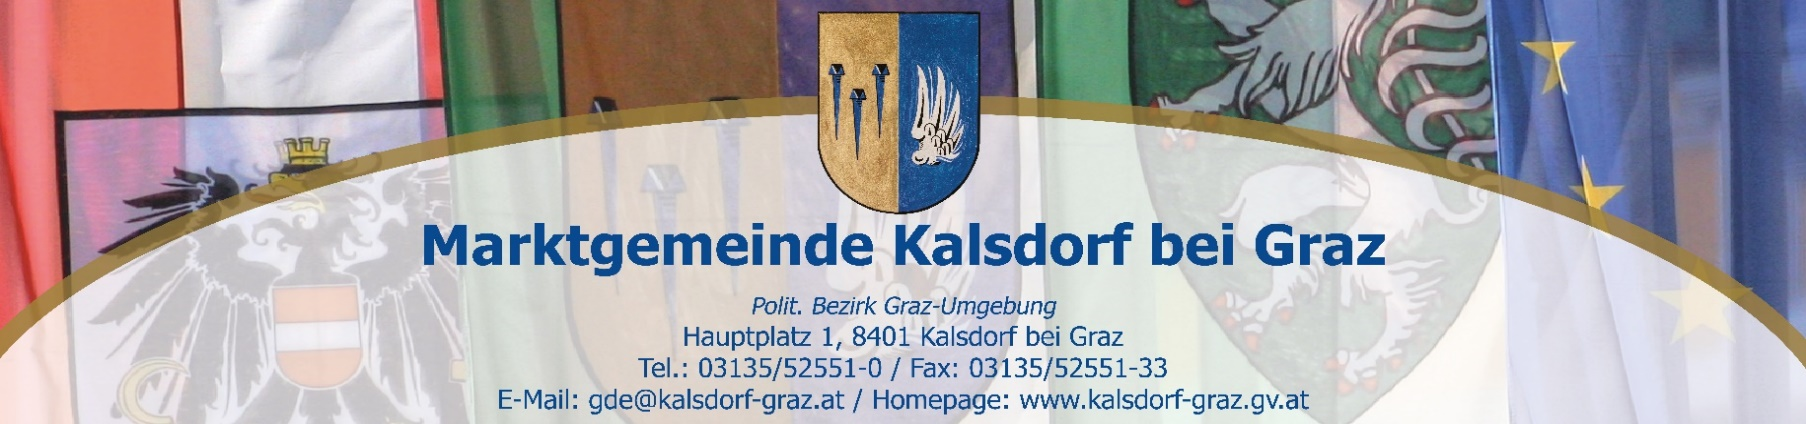 Marktgemeinde Kalsdorf bei Graz
Polit. Bezirk Graz-Umgebung
Hauptplatz 1, 8401 Kalsdorf bei Graz
Tel.: 03135/52551-0 / Fax: 03135/52551-33
E-Mail: gde@kalsdorf-graz.at / Homepage: www.kalsdorf-graz.gv.at